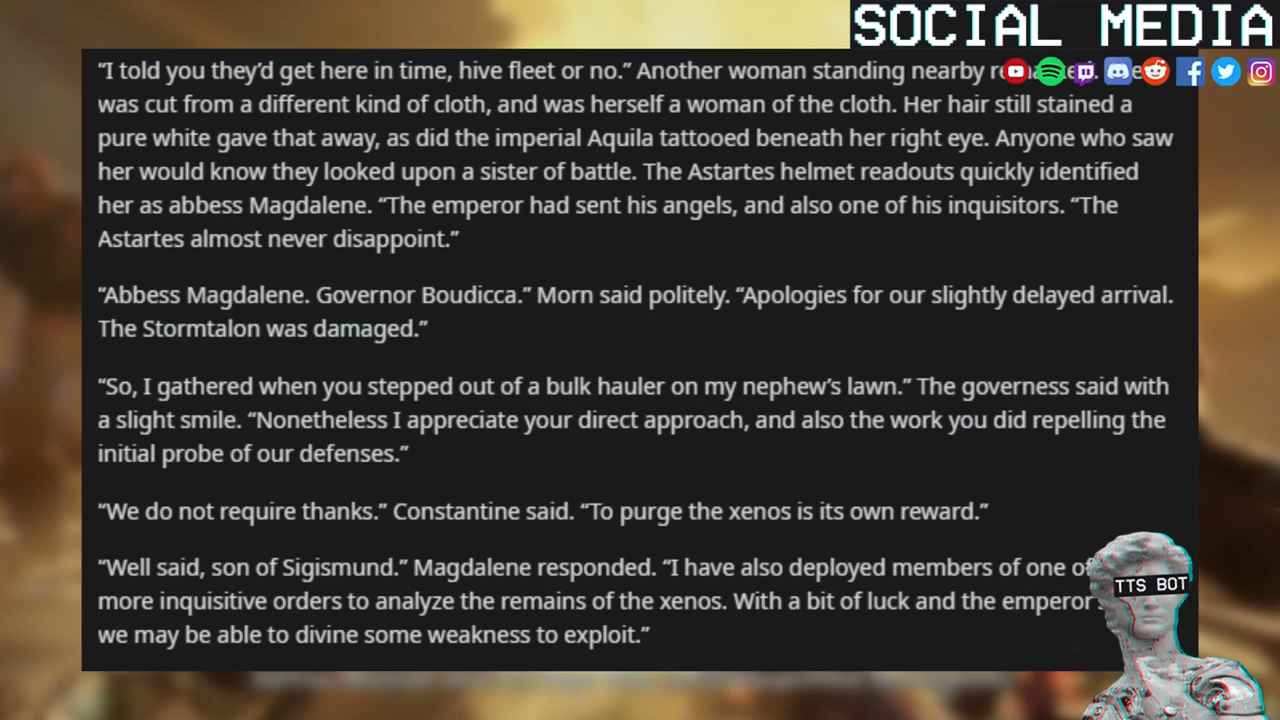 SOCIAL MEDIA
“I told you they’d get here in time, hive fleet or no.” Another woman standing nearby
was cut from a different kind of cloth, and was herself a woman of the cloth. Her hair still stained a
pure white gave that away, as did the imperial Aquila tattooed beneath her right eye. Anyone who saw
her would know they looked upon a sister of battle. The Astartes helmet readouts quickly identified
her as abbess Magdalene. “The emperor had sent his angels, and also one of his inquisitors. “The
Astartes almost never disappoint.”
“Abbess Magdalene. Governor Boudicca.” Morn said politely. “Apologies for our slightly delayed arrival.
The Stormtalon was damaged.”
“So, I gathered when you stepped out of a bulk hauler on my nephew’s lawn.” The governess said with
a slight smile. “Nonetheless I appreciate your direct approach, and also the work you did repelling the
initial probe of our defenses.”
“We do not require thanks.” Constantine said. “To purge the xenos is its own reward.”
“Well said, son of Sigismund.” Magdalene responded. “I have also deployed members of one of
more inquisitive orders to analyze the remains of the xenos. With a bit of luck and the emperor’s
we may be able to divine some weakness to exploit.”
TTS BOT